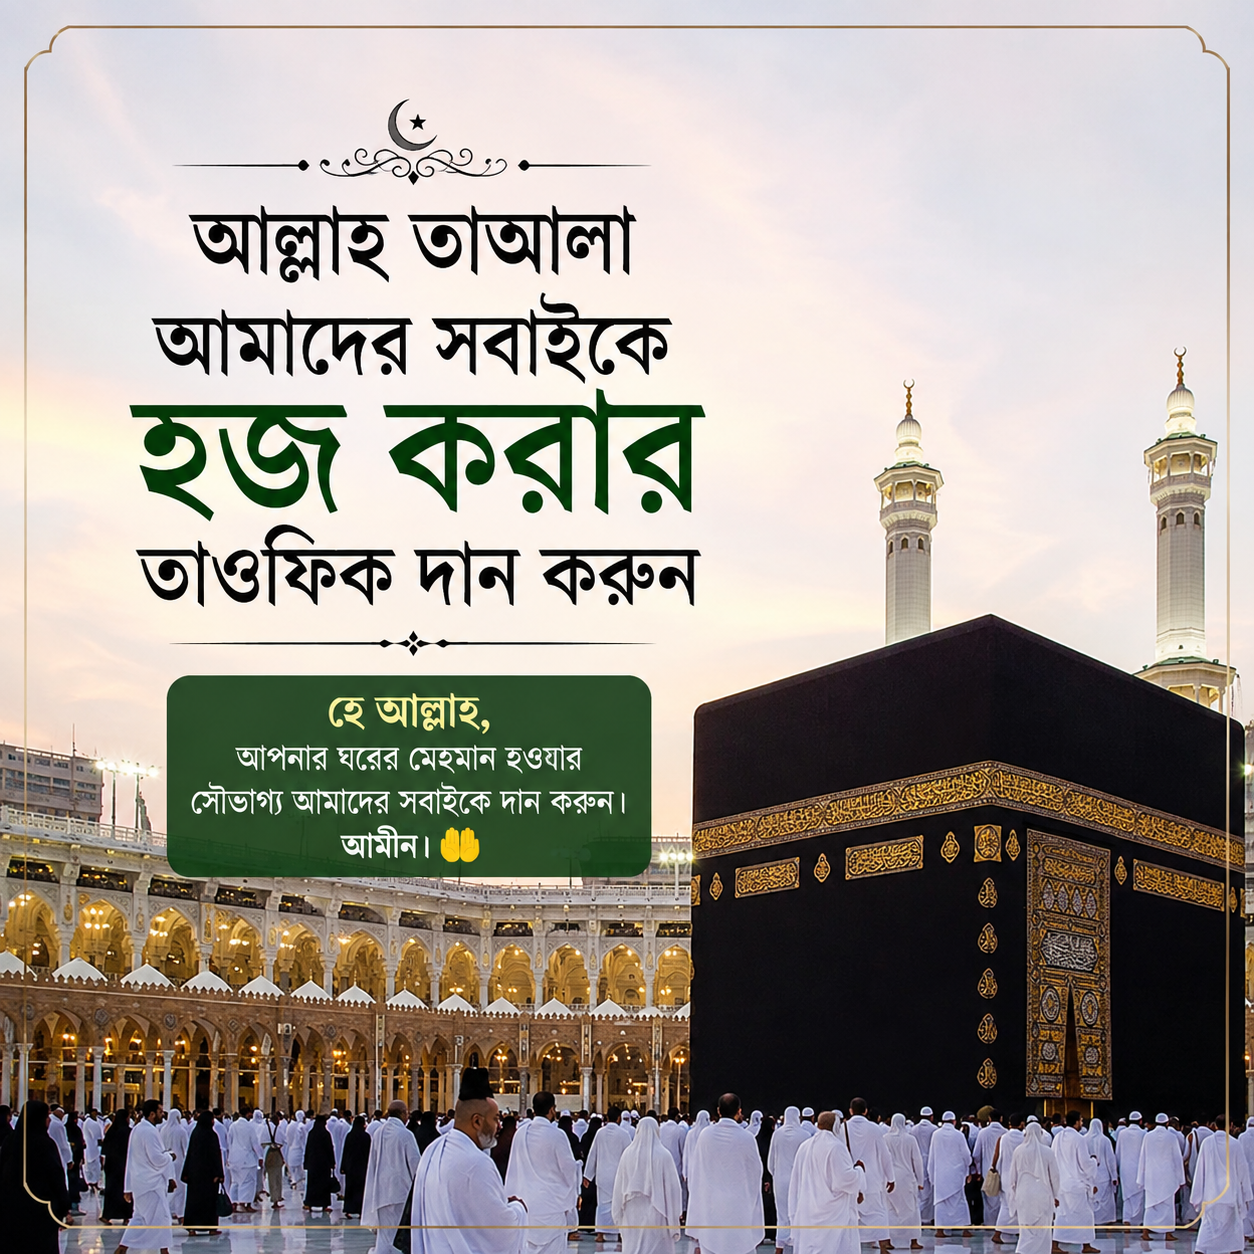 আল্লাহ তাআলা
আমাদের সবাইকে
হজ করার
তাওফিক দান করুন
হে আল্লাহ,
আপনার ঘরের মেহমান হওযার
সৌভাগ্য আমাদের সবাইকে দান করুন।
আমীন। 🤲